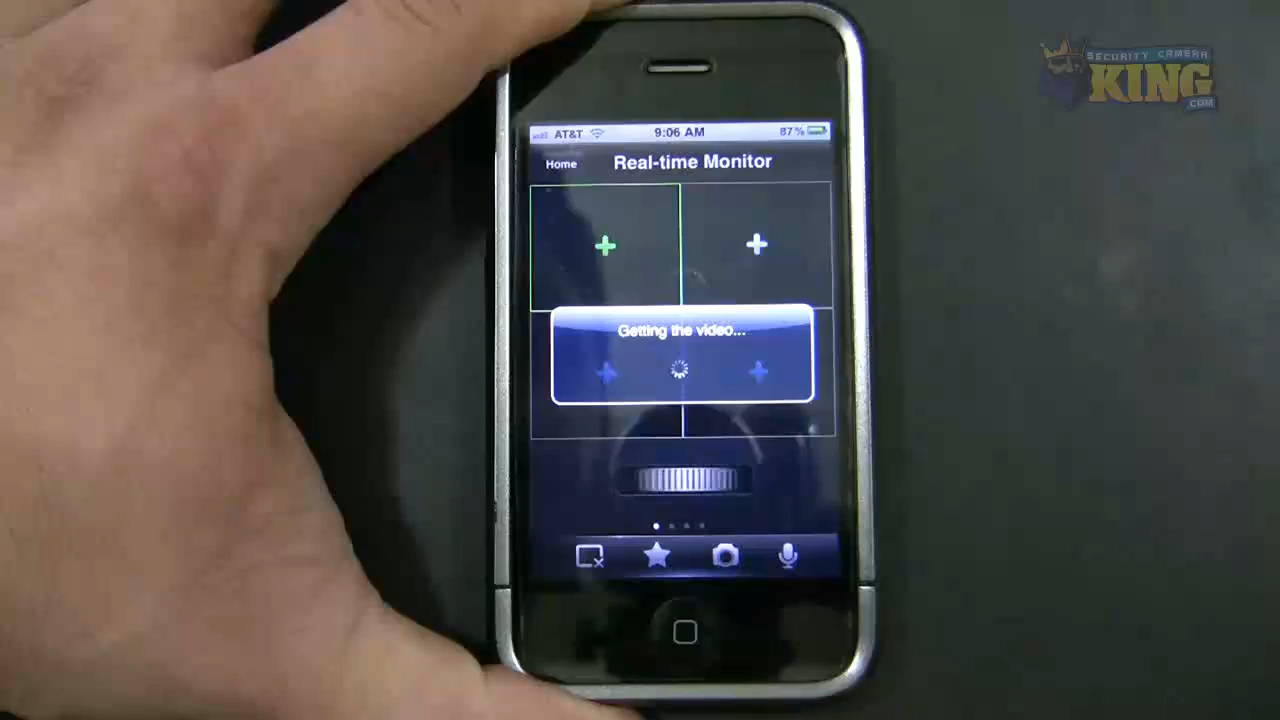 SECURITY CAMERA
KING
.COM
AT&T
9:06 AM
87%
Home
Real-time Monitor
Getting the video...